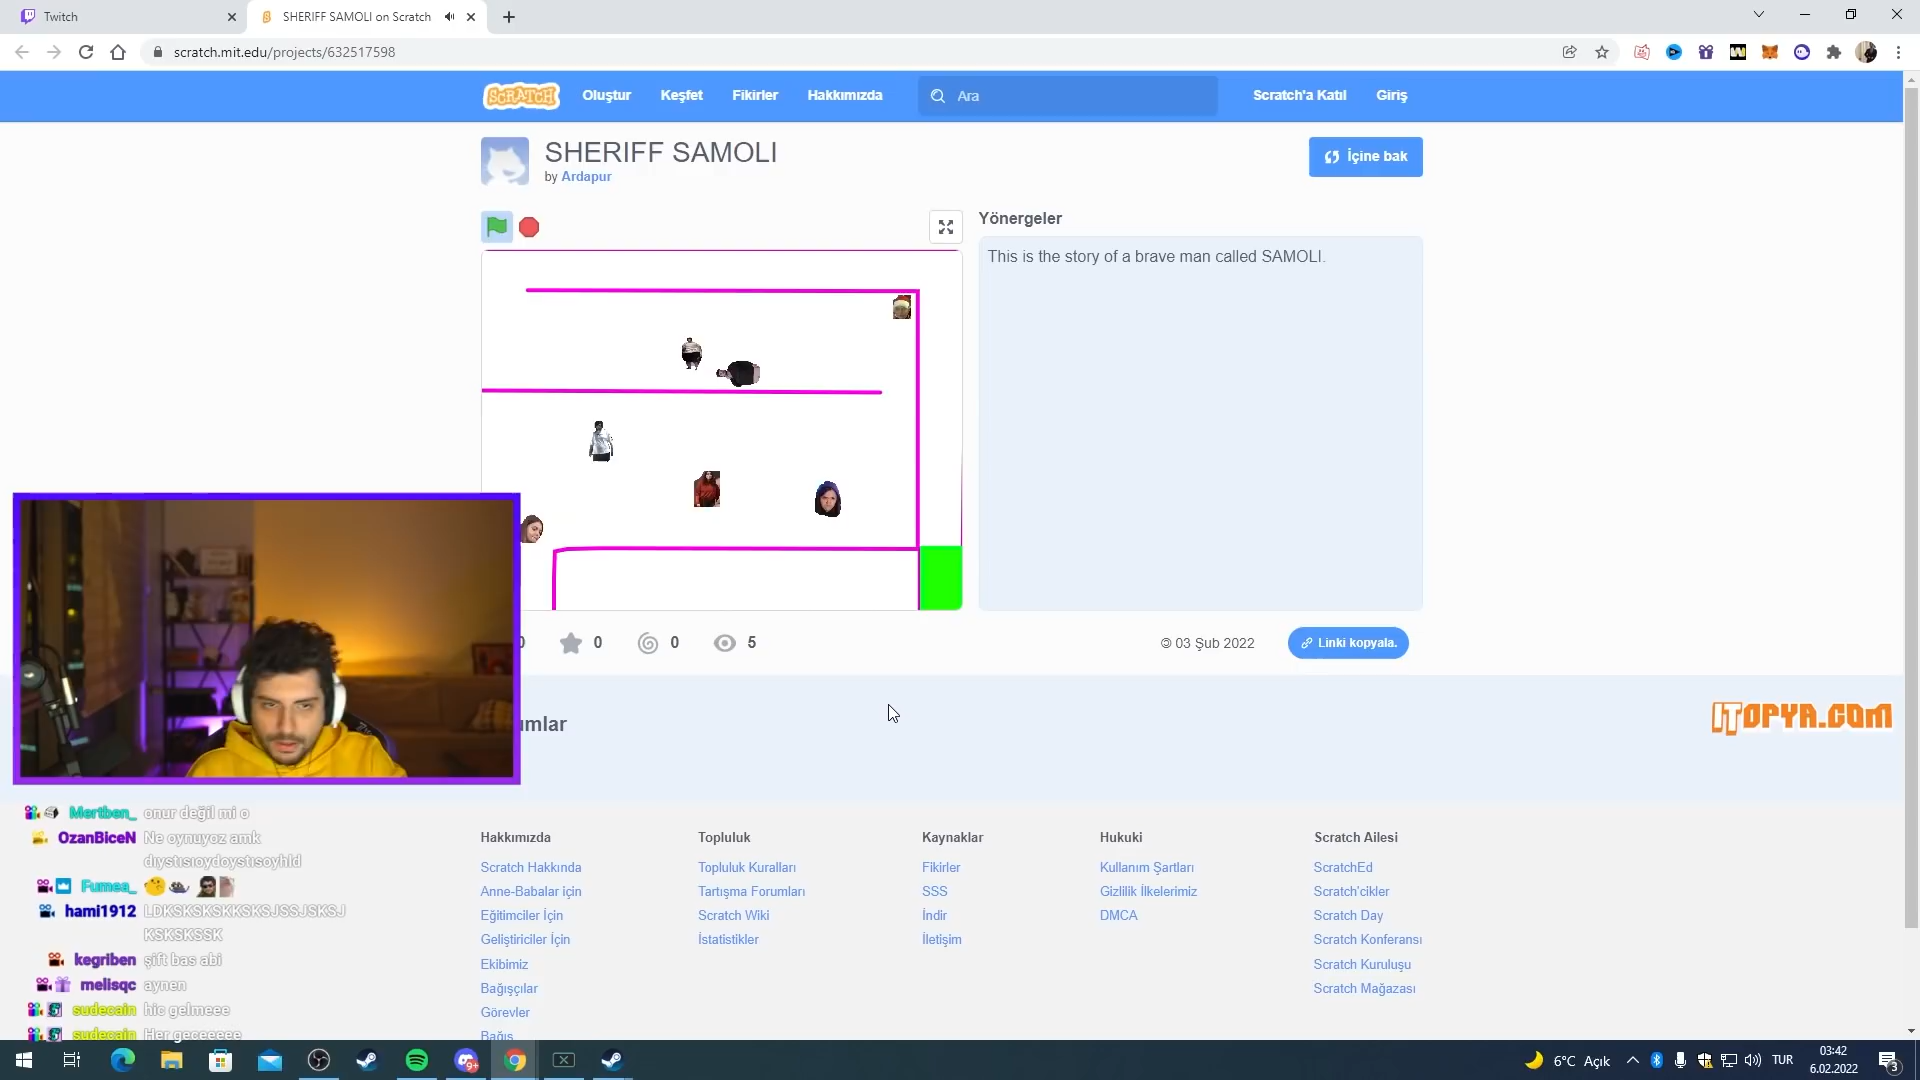 Twitch
SHERIFF SAMOLI on Scratch
scratch.mit.edu/projects/632517598
SCRATCH
Oluştur
Keşfet
Fikirler
Hakkımızda
Ara
Scratch'a Katıl
Giriş
SHERIFF SAMOLI
by Ardapur
İçine bak
Yönergeler
This is the story of a brave man called SAMOLI.
0
0
5
© 03 Şub 2022
Linki kopyala.
umlar
ITOPYA.COM
Mertben_ onur değil mi o
OzanBiceN Ne oynuyoz amk
dıystısıoydoystısoyhld
Fumea_
hami1912 LDKSKSKSKKSKSJSSJSKSJ
KSKSKSSK
kegriben şift bas abi
melisqc aynen
sudecain hic gelmeee
sudecain Her geceeeee
Hakkımızda
Scratch Hakkında
Anne-Babalar için
Eğitimciler İçin
Geliştiriciler İçin
Ekibimiz
Bağışçılar
Görevler
Bağış
Topluluk
Topluluk Kuralları
Tartışma Forumları
Scratch Wiki
İstatistikler
Kaynaklar
Fikirler
SSS
İndir
İletişim
Hukuki
Kullanım Şartları
Gizlilik İlkelerimiz
DMCA
Scratch Ailesi
ScratchEd
Scratch'cikler
Scratch Day
Scratch Konferansı
Scratch Kuruluşu
Scratch Mağazası
9+
6°C Açık
TUR
03:42
6.02.2022
3